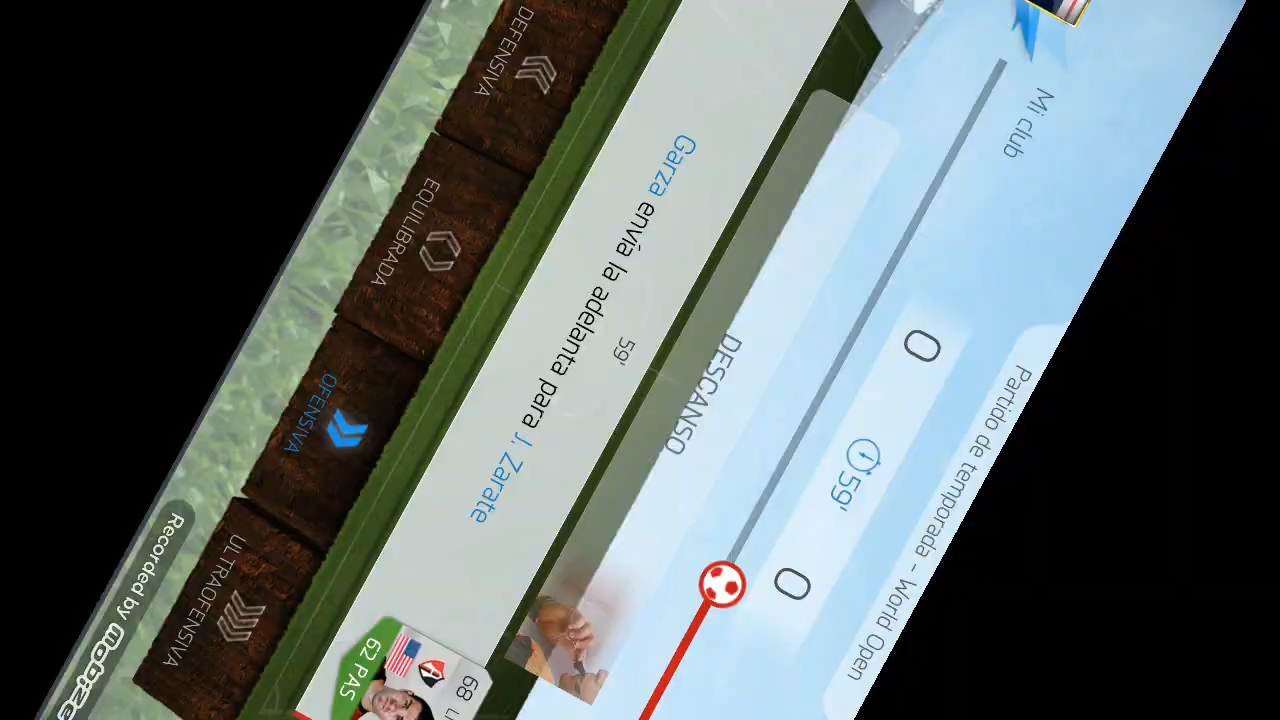 Partido de temporada - World Open
Mi club
0
59'
0
DESCANSO
59'
Garza envía la adelanta para J. Zarate
68
62 PAS
DEFENSIVA
EQUILIBRADA
OFENSIVA
ULTRAOFENSIVA
Recorded by